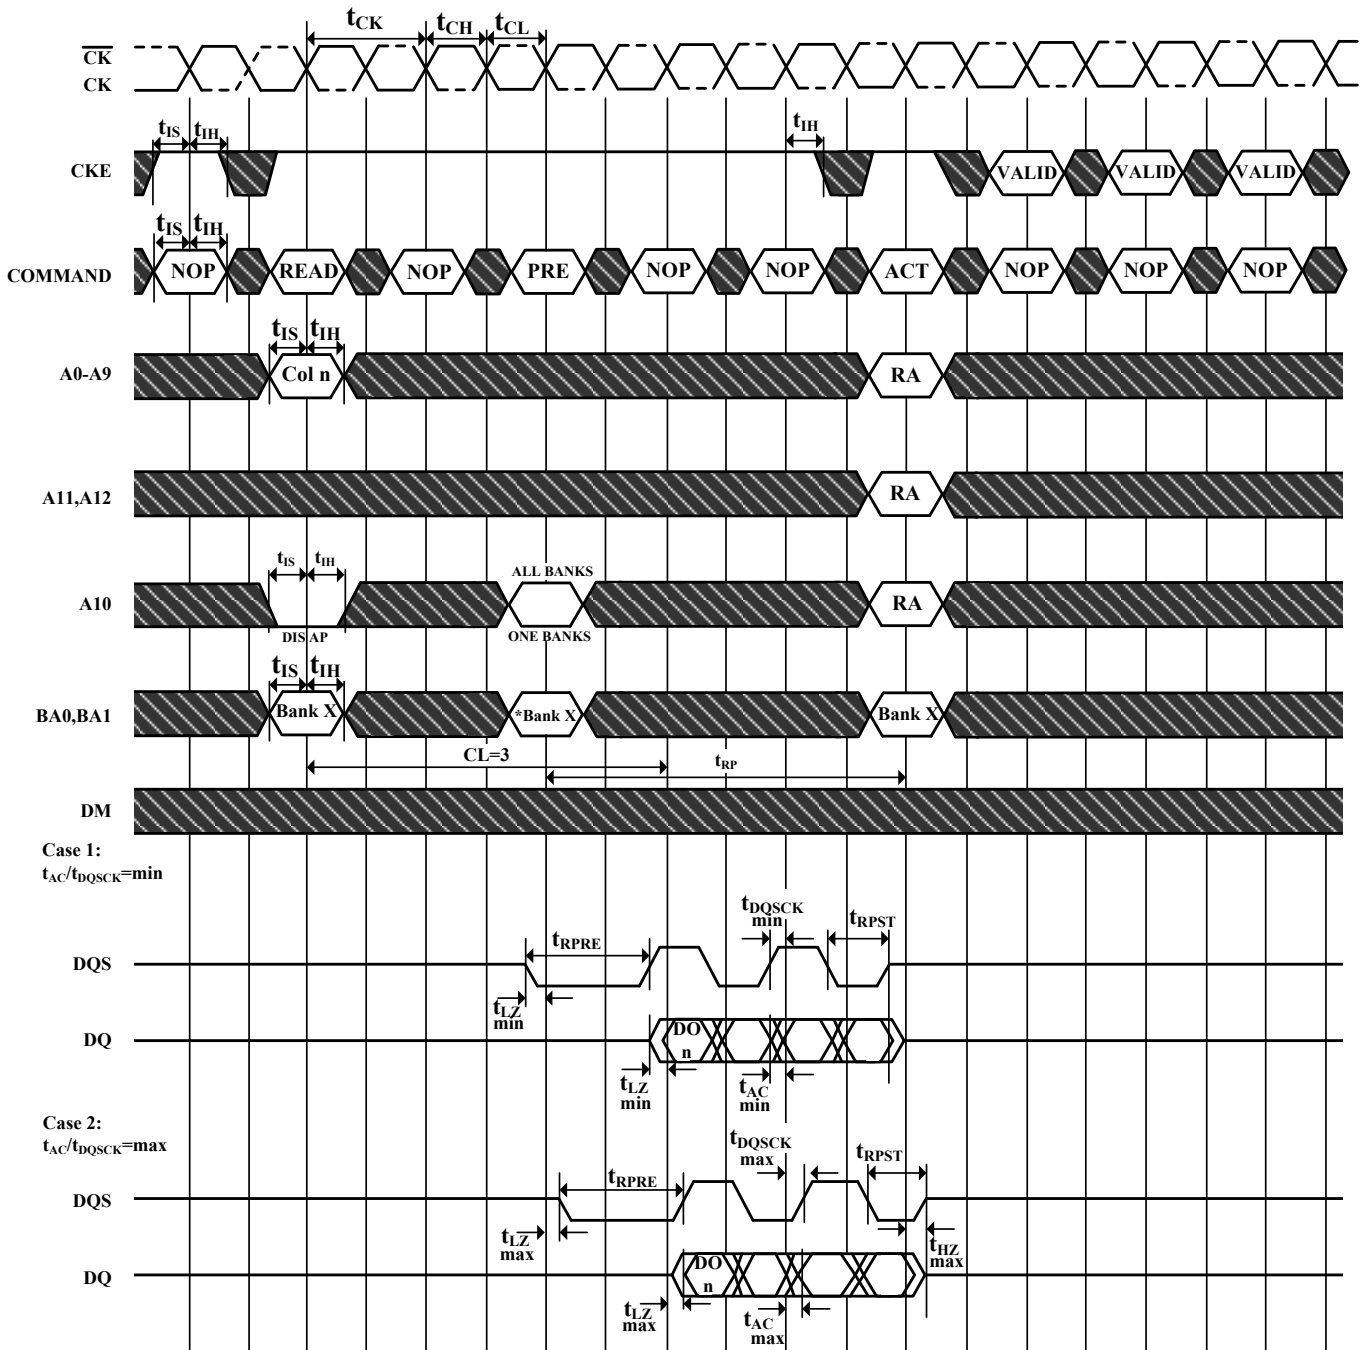 tCK tCH tCL
CK
CK
tIS tIH tIH
CKE VALID VALID VALID
tIS tIH
COMMAND NOP READ NOP PRE NOP NOP ACT NOP NOP NOP
tIS tIH
A0-A9 Col n RA
A11,A12 RA
tIS tIH ALL BANKS
A10 RA
DIS AP ONE BANKS
tIS tIH
BA0,BA1 Bank X *Bank X Bank X
CL=3 tRP
DM
Case 1:
tAC/tDQSCK=min
tDQSCK
min
tRPST
tRPRE
DQS
tLZ
min
DQ DO
n
tLZ
min
tAC
min
Case 2:
tAC/tDQSCK=max
tDQSCK
max
tRPST
tRPRE
DQS
tLZ
max
tHZ
max
DQ DO
n
tLZ
max
tAC
max